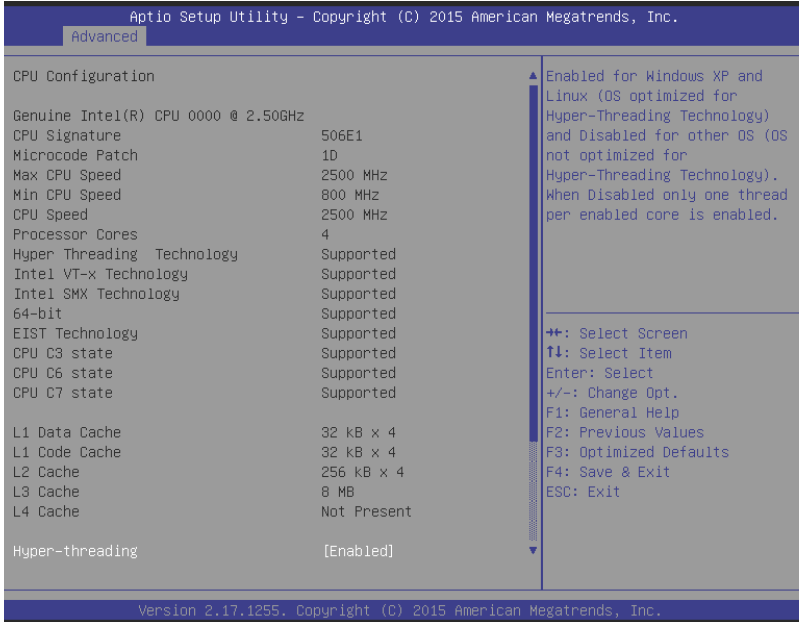 Aptio Setup Utility – Copyright (C) 2015 American Megatrends, Inc.
Advanced
CPU Configuration
Genuine Intel(R) CPU 0000 @ 2.50GHz
CPU Signature 506E1
Microcode Patch 1D
Max CPU Speed 2500 MHz
Min CPU Speed 800 MHz
CPU Speed 2500 MHz
Processor Cores 4
Hyper Threading Technology Supported
Intel VT-x Technology Supported
Intel SMX Technology Supported
64-bit Supported
EIST Technology Supported
CPU C3 state Supported
CPU C6 state Supported
CPU C7 state Supported
L1 Data Cache 32 kB x 4
L1 Code Cache 32 kB x 4
L2 Cache 256 kB x 4
L3 Cache 8 MB
L4 Cache Not Present
Hyper-threading [Enabled]
Enabled for Windows XP and
Linux (OS optimized for
Hyper-Threading Technology)
and Disabled for other OS (OS
not optimized for
Hyper-Threading Technology).
When Disabled only one thread
per enabled core is enabled.
→←: Select Screen
↑↓: Select Item
Enter: Select
+/-: Change Opt.
F1: General Help
F2: Previous Values
F3: Optimized Defaults
F4: Save & Exit
ESC: Exit
Version 2.17.1255. Copyright (C) 2015 American Megatrends, Inc.